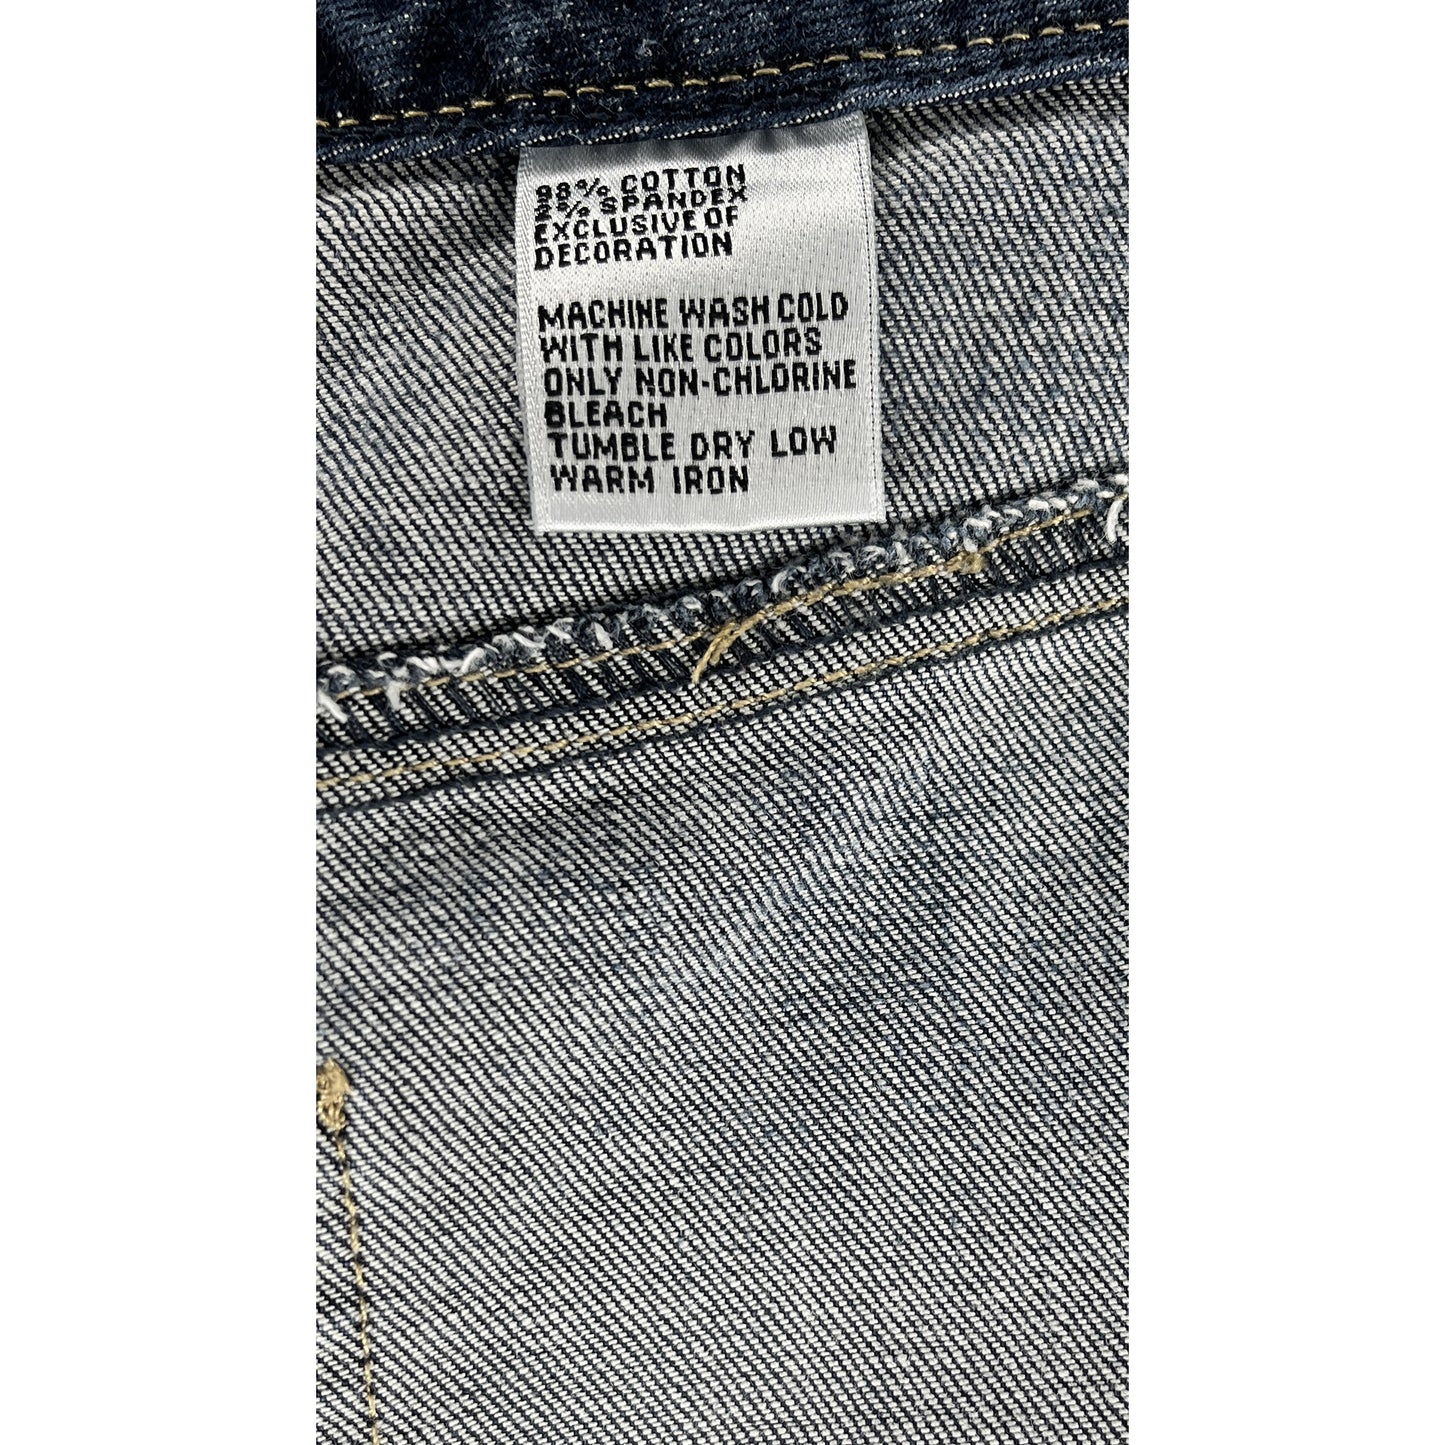 98% COTTON
2% SPANDEX
EXCLUSIVE OF
DECORATION
MACHINE WASH COLD
WITH LIKE COLORS
ONLY NON-CHLORINE
BLEACH
TUMBLE DRY LOW
WARM IRON